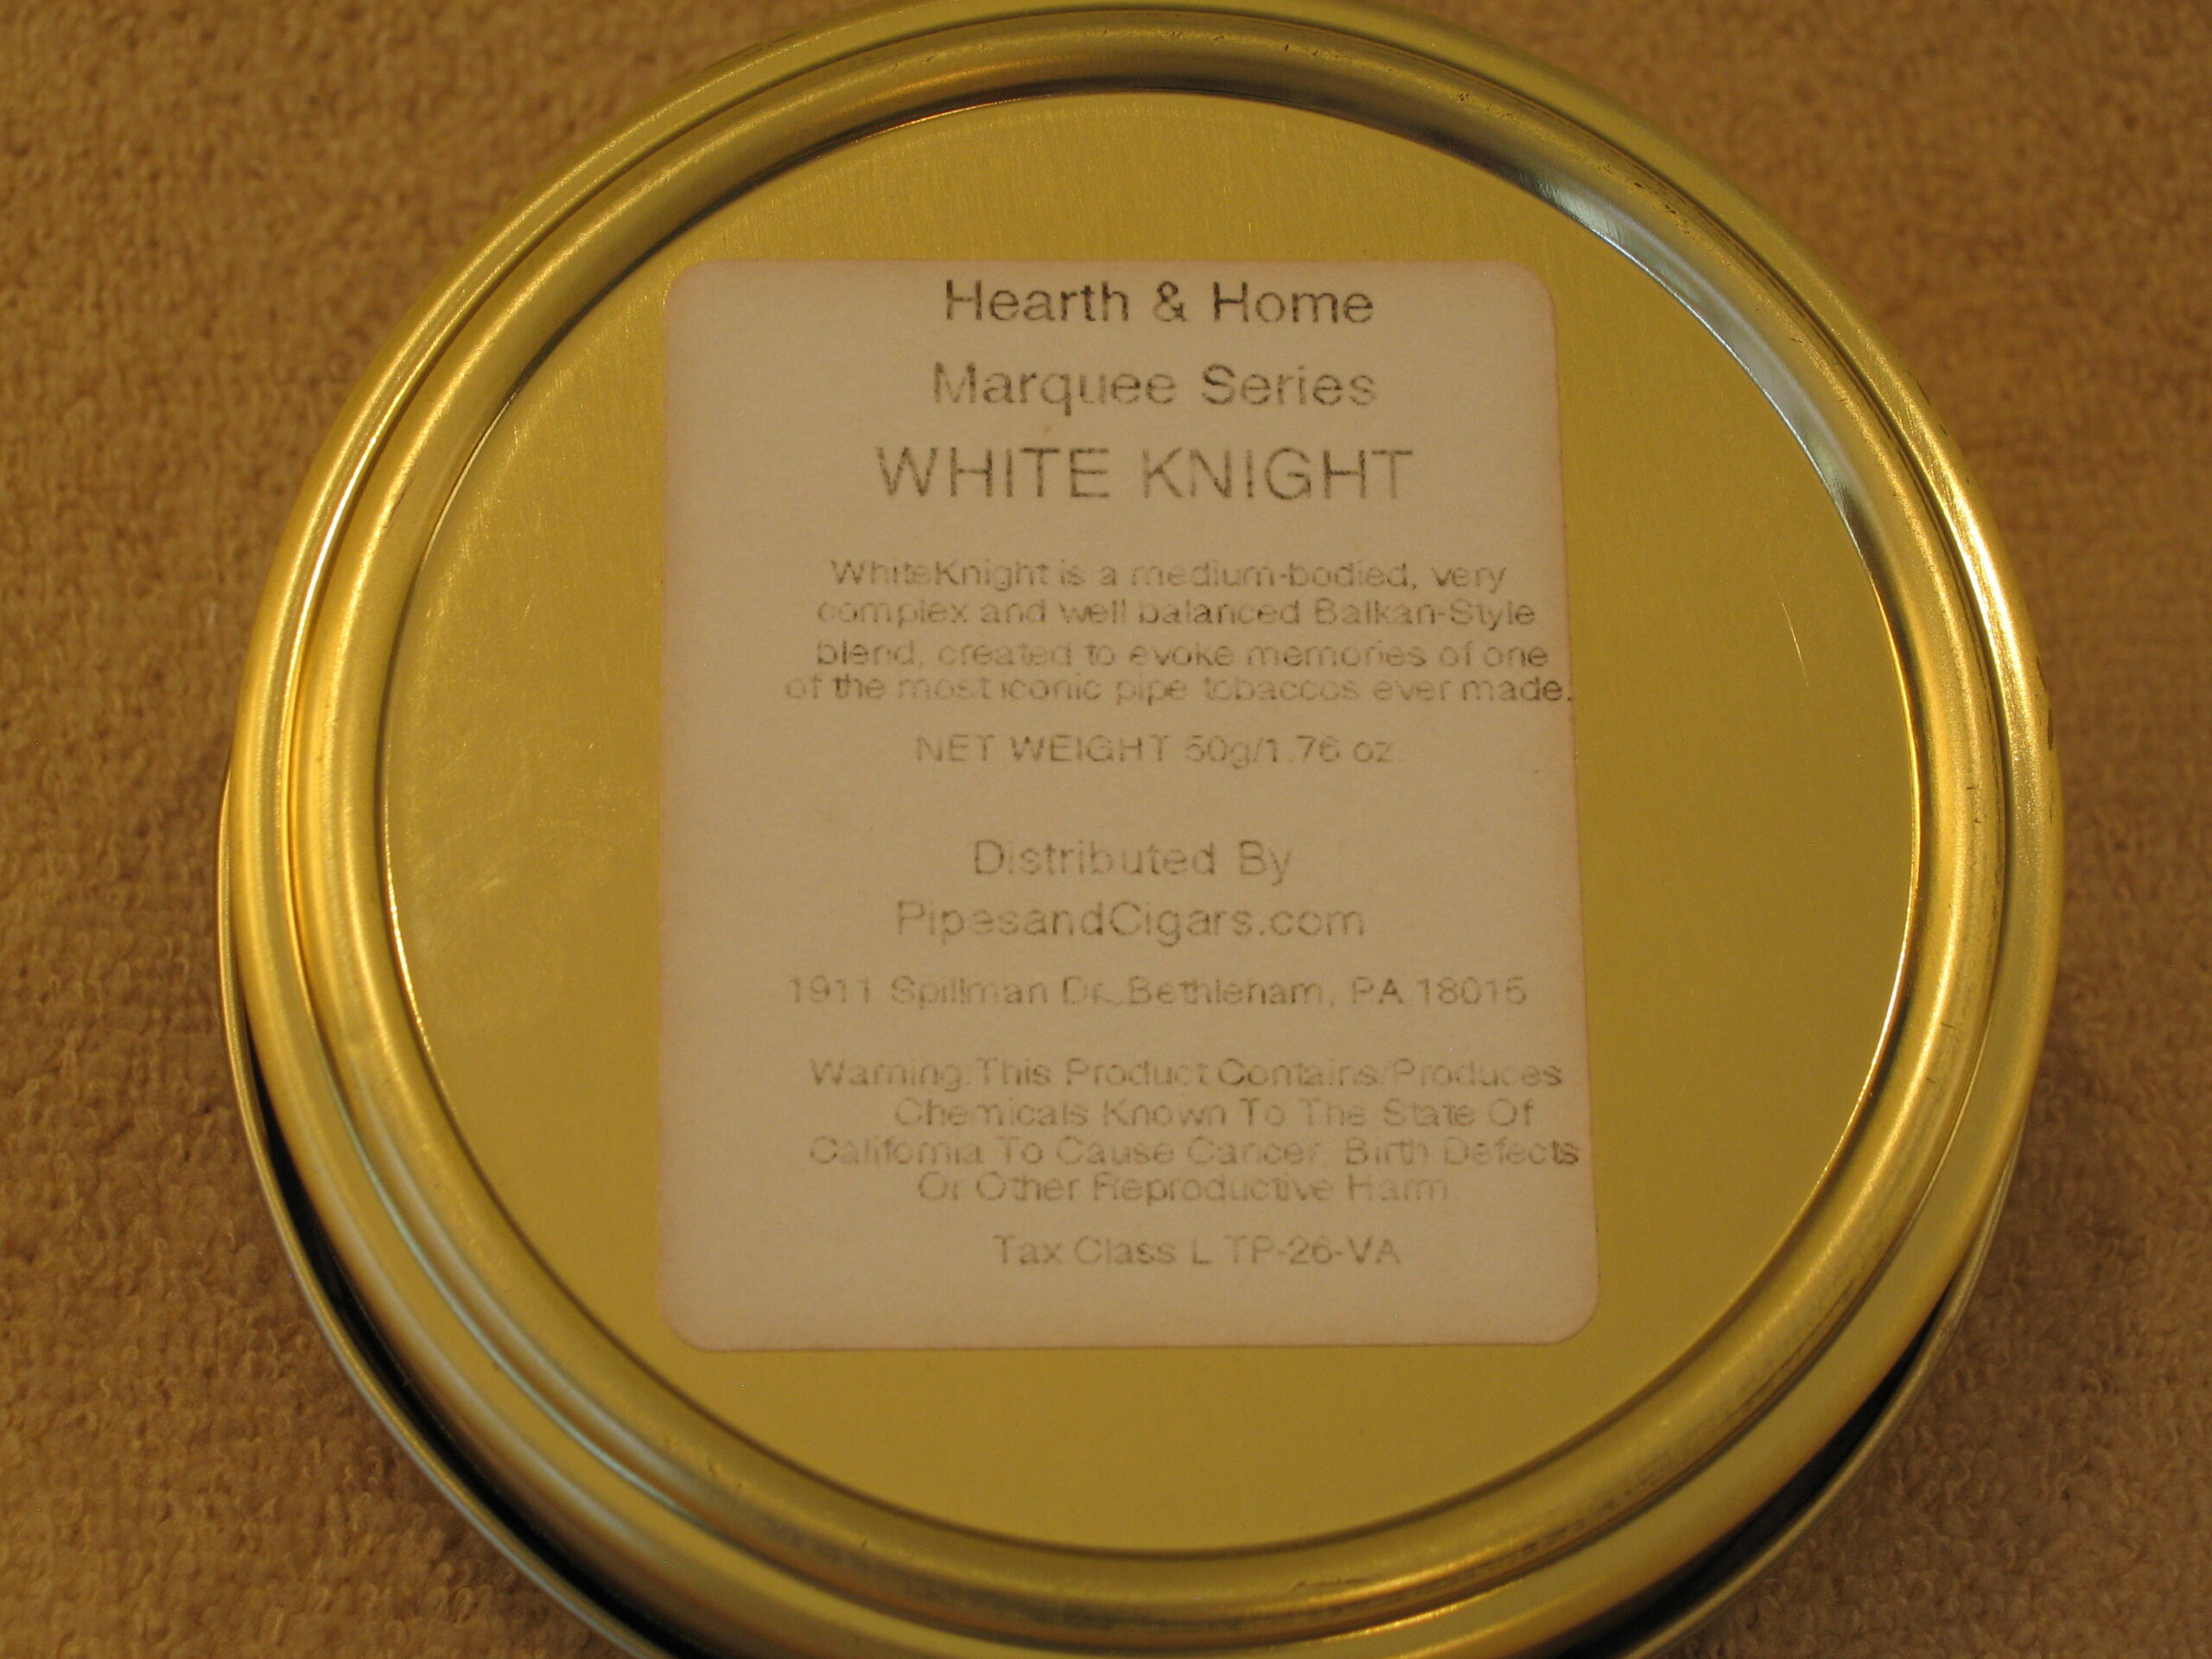 Hearth & Home
Marquee Series
WHITE KNIGHT
WhiteKnight is a medium-bodied, very
complex and well balanced Balkan-Style
blend, created to evoke memories of one
of the most iconic pipe tobaccos ever made.
NET WEIGHT 50g/1.76 oz
Distributed By
PipesandCigars.com
1911 Spillman Dr. Bethleham, PA 18015
Warning:This Product Contains/Produces
Chemicals Known To The State Of
California To Cause Cancer, Birth Defects
Or Other Reproductive Harm.
Tax Class L TP-26-VA